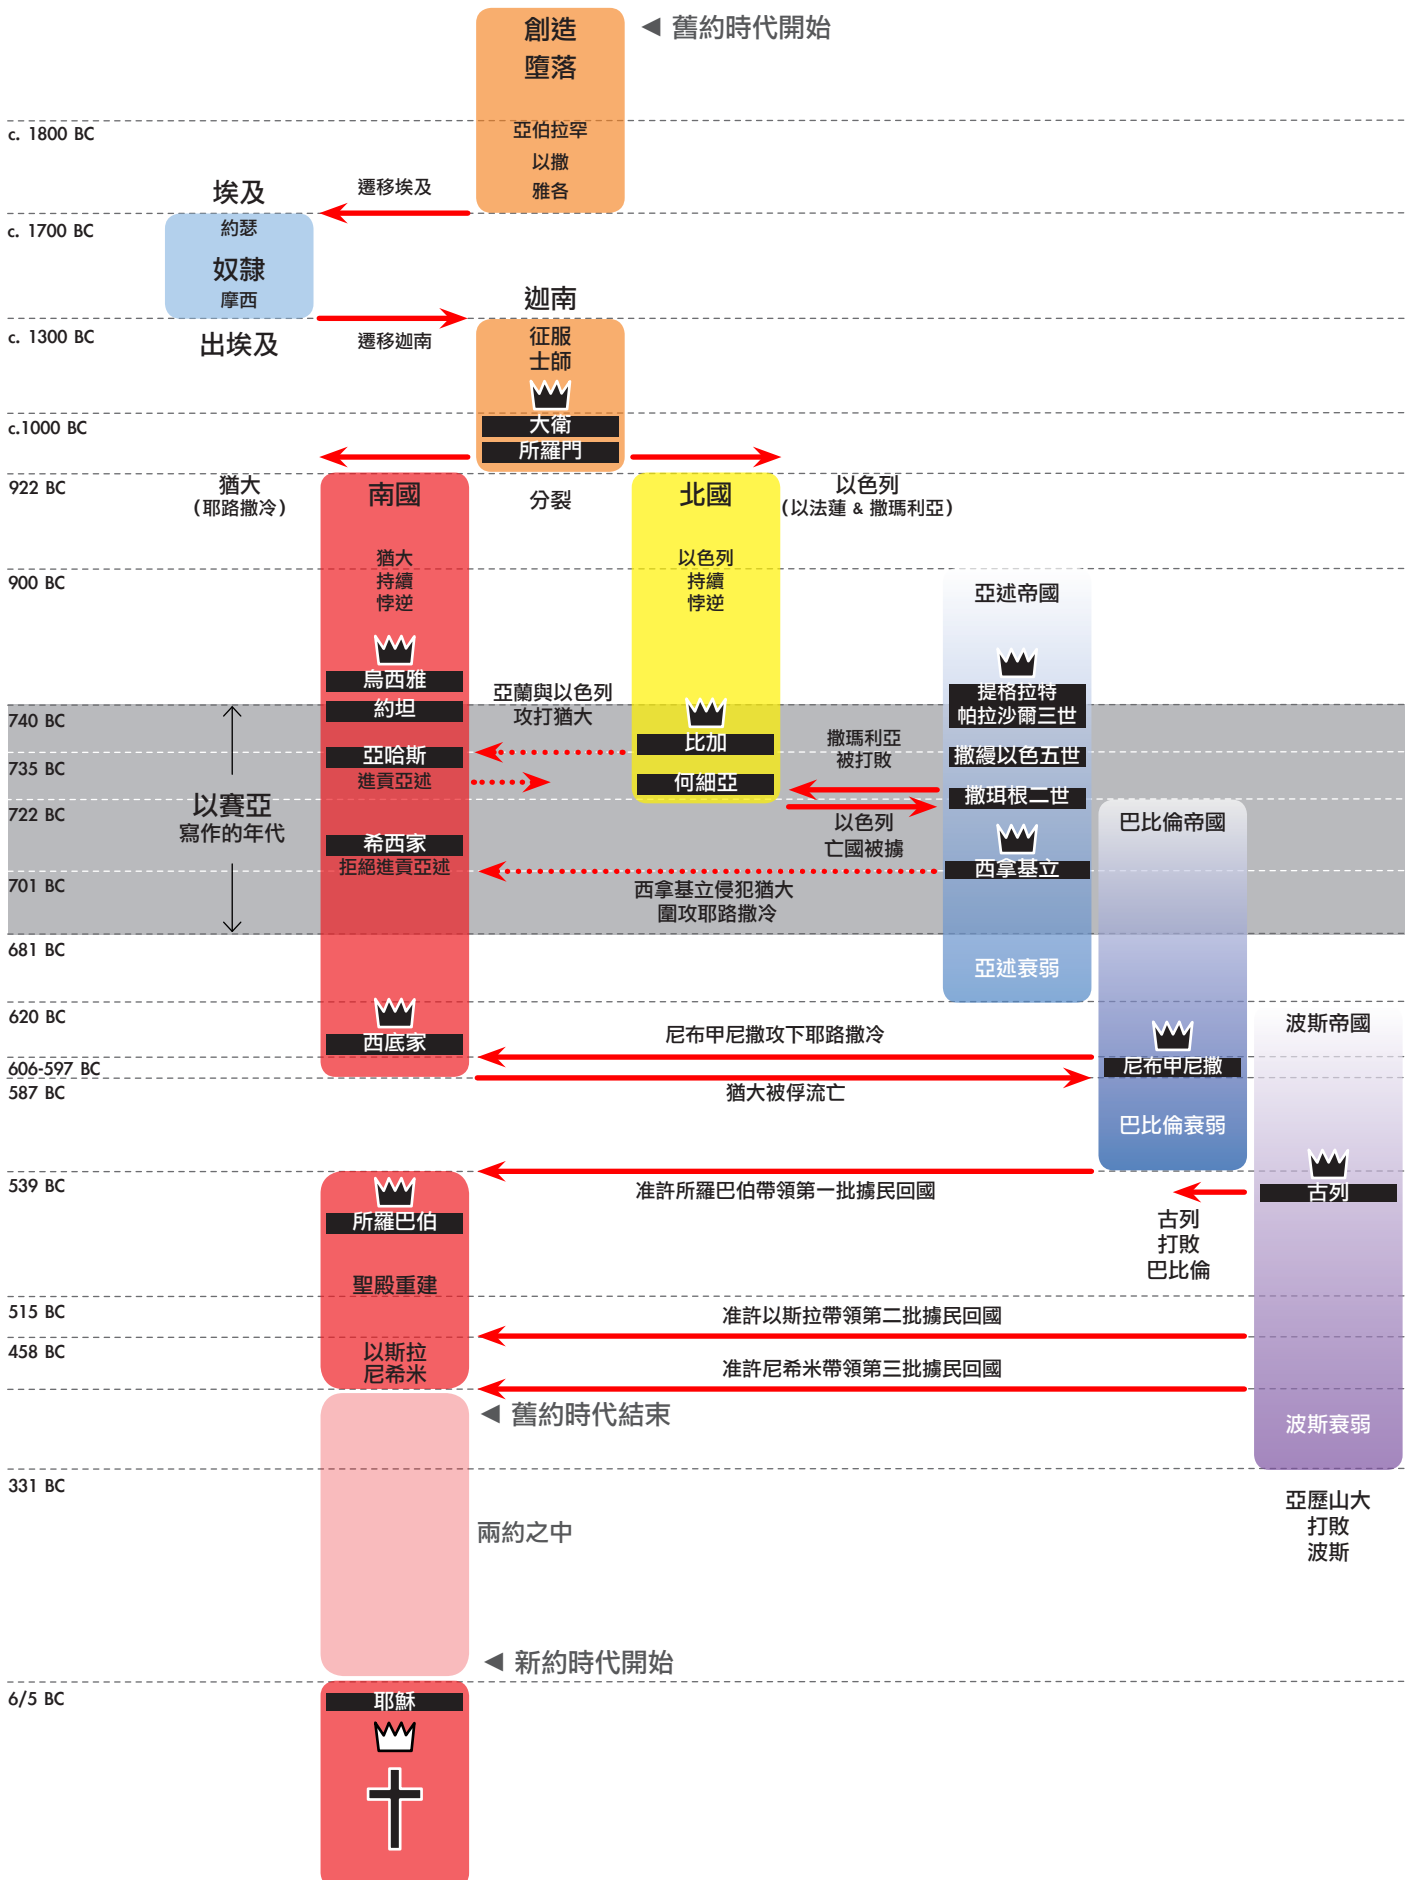 創造
◀ 舊約時代開始
墮落
c. 1800 BC
亞伯拉罕
以撒
雅各
埃及
遷移埃及
c. 1700 BC
約瑟
奴隸
摩西
迦南
c. 1300 BC
出埃及
遷移迦南
征服
士師
c.1000 BC
大衛
所羅門
922 BC
猶大
(耶路撒冷)
南國
分裂
北國
以色列
(以法蓮 & 撒瑪利亞)
900 BC
猶大
持續
悖逆
以色列
持續
悖逆
亞述帝國
烏西雅
約坦
亞蘭與以色列
攻打猶大
提格拉特
帕拉沙爾三世
740 BC
比加
撒瑪利亞
被打敗
735 BC
亞哈斯
進貢亞述
撒縵以色五世
何細亞
撒珥根二世
722 BC
以賽亞
寫作的年代
以色列
亡國被擄
巴比倫帝國
希西家
拒絕進貢亞述
西拿基立
701 BC
西拿基立侵犯猶大
圍攻耶路撒冷
681 BC
亞述衰弱
620 BC
西底家
尼布甲尼撒攻下耶路撒冷
波斯帝國
606-597 BC
尼布甲尼撒
587 BC
猶大被俘流亡
巴比倫衰弱
539 BC
准許所羅巴伯帶領第一批擄民回國
古列
所羅巴伯
古列
打敗
巴比倫
聖殿重建
515 BC
准許以斯拉帶領第二批擄民回國
458 BC
以斯拉
尼希米
准許尼希米帶領第三批擄民回國
◀ 舊約時代結束
波斯衰弱
331 BC
亞歷山大
打敗
波斯
兩約之中
◀ 新約時代開始
6/5 BC
耶穌